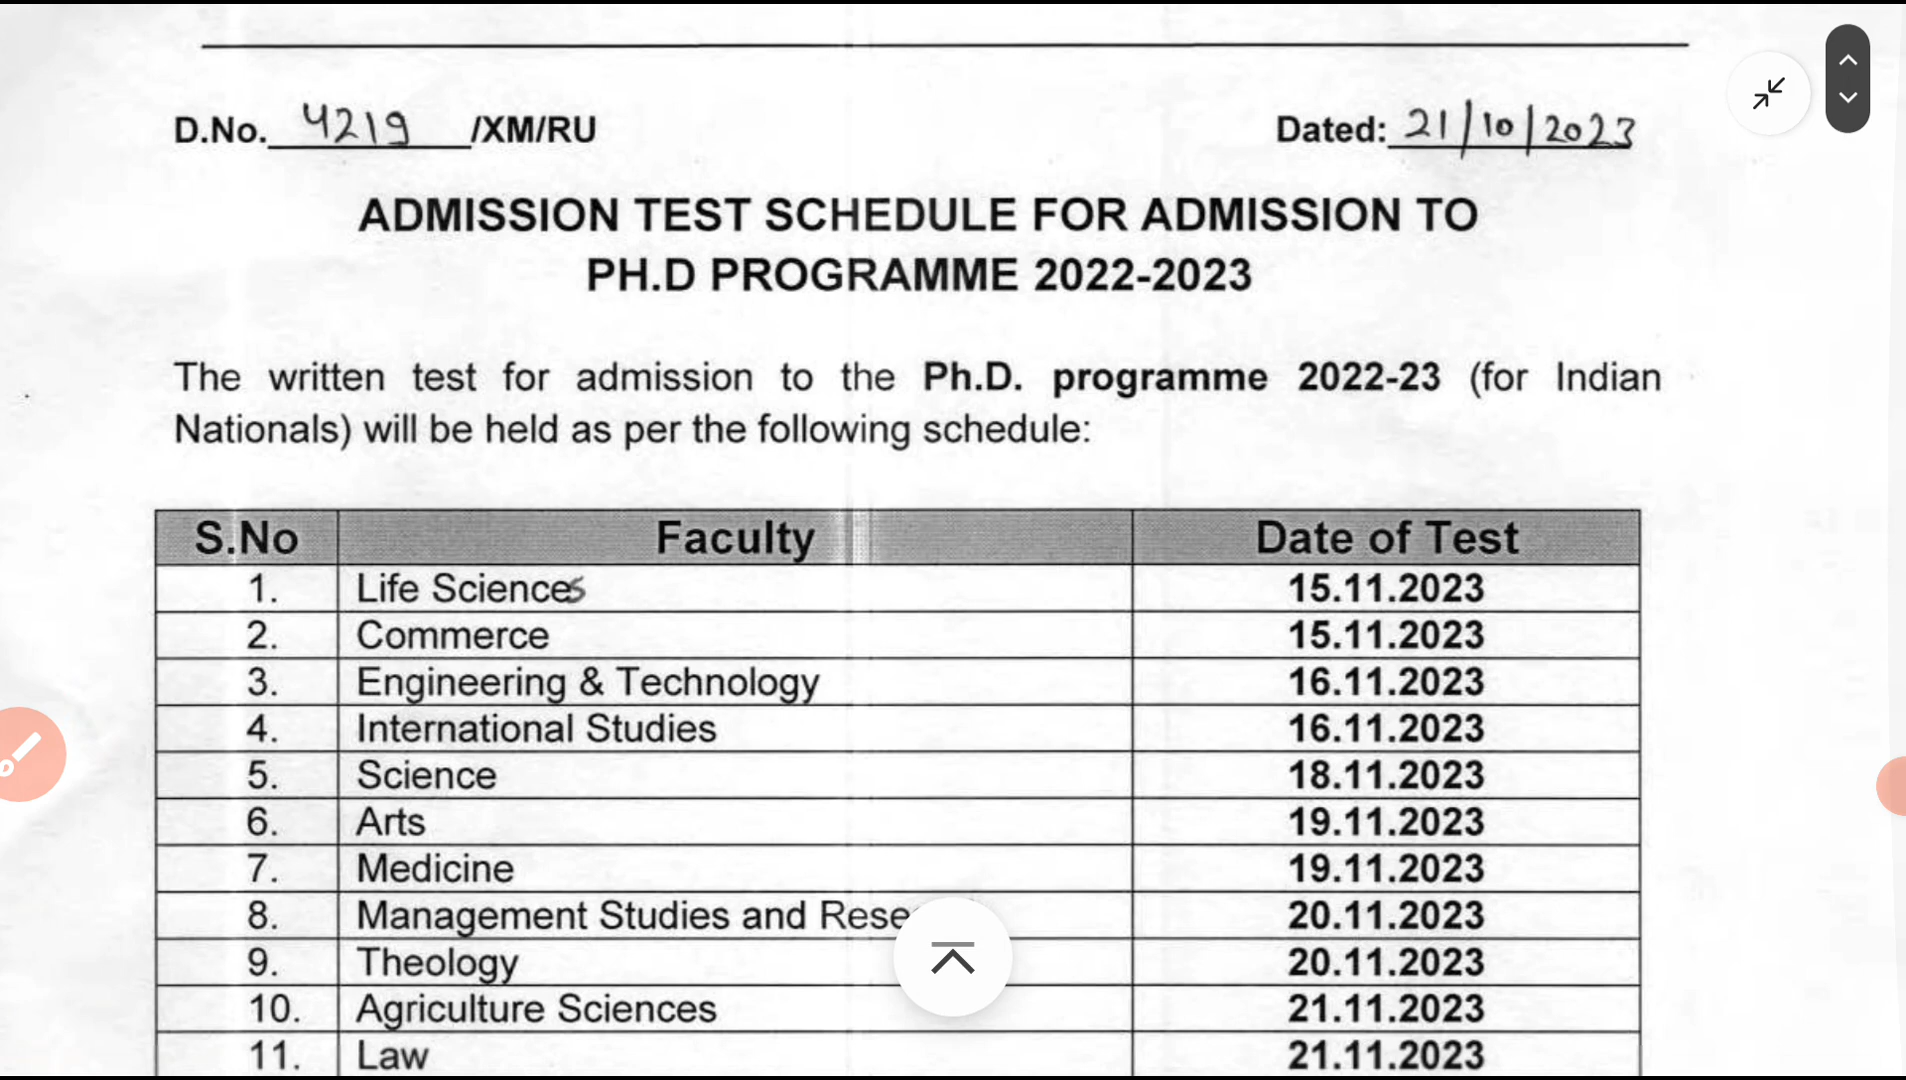 D.No. 4219 /XM/RU Dated: 21/10/2023
ADMISSION TEST SCHEDULE FOR ADMISSION TO
PH.D PROGRAMME 2022-2023
The written test for admission to the Ph.D. programme 2022-23 (for Indian
Nationals) will be held as per the following schedule:
S.No Faculty Date of Test
1. Life Sciences 15.11.2023
2. Commerce 15.11.2023
3. Engineering & Technology 16.11.2023
4. International Studies 16.11.2023
5. Science 18.11.2023
6. Arts 19.11.2023
7. Medicine 19.11.2023
8. Management Studies and 20.11.2023
9. Theology 20.11.2023
10. Agriculture Sciences 21.11.2023
11. Law 21.11.2023